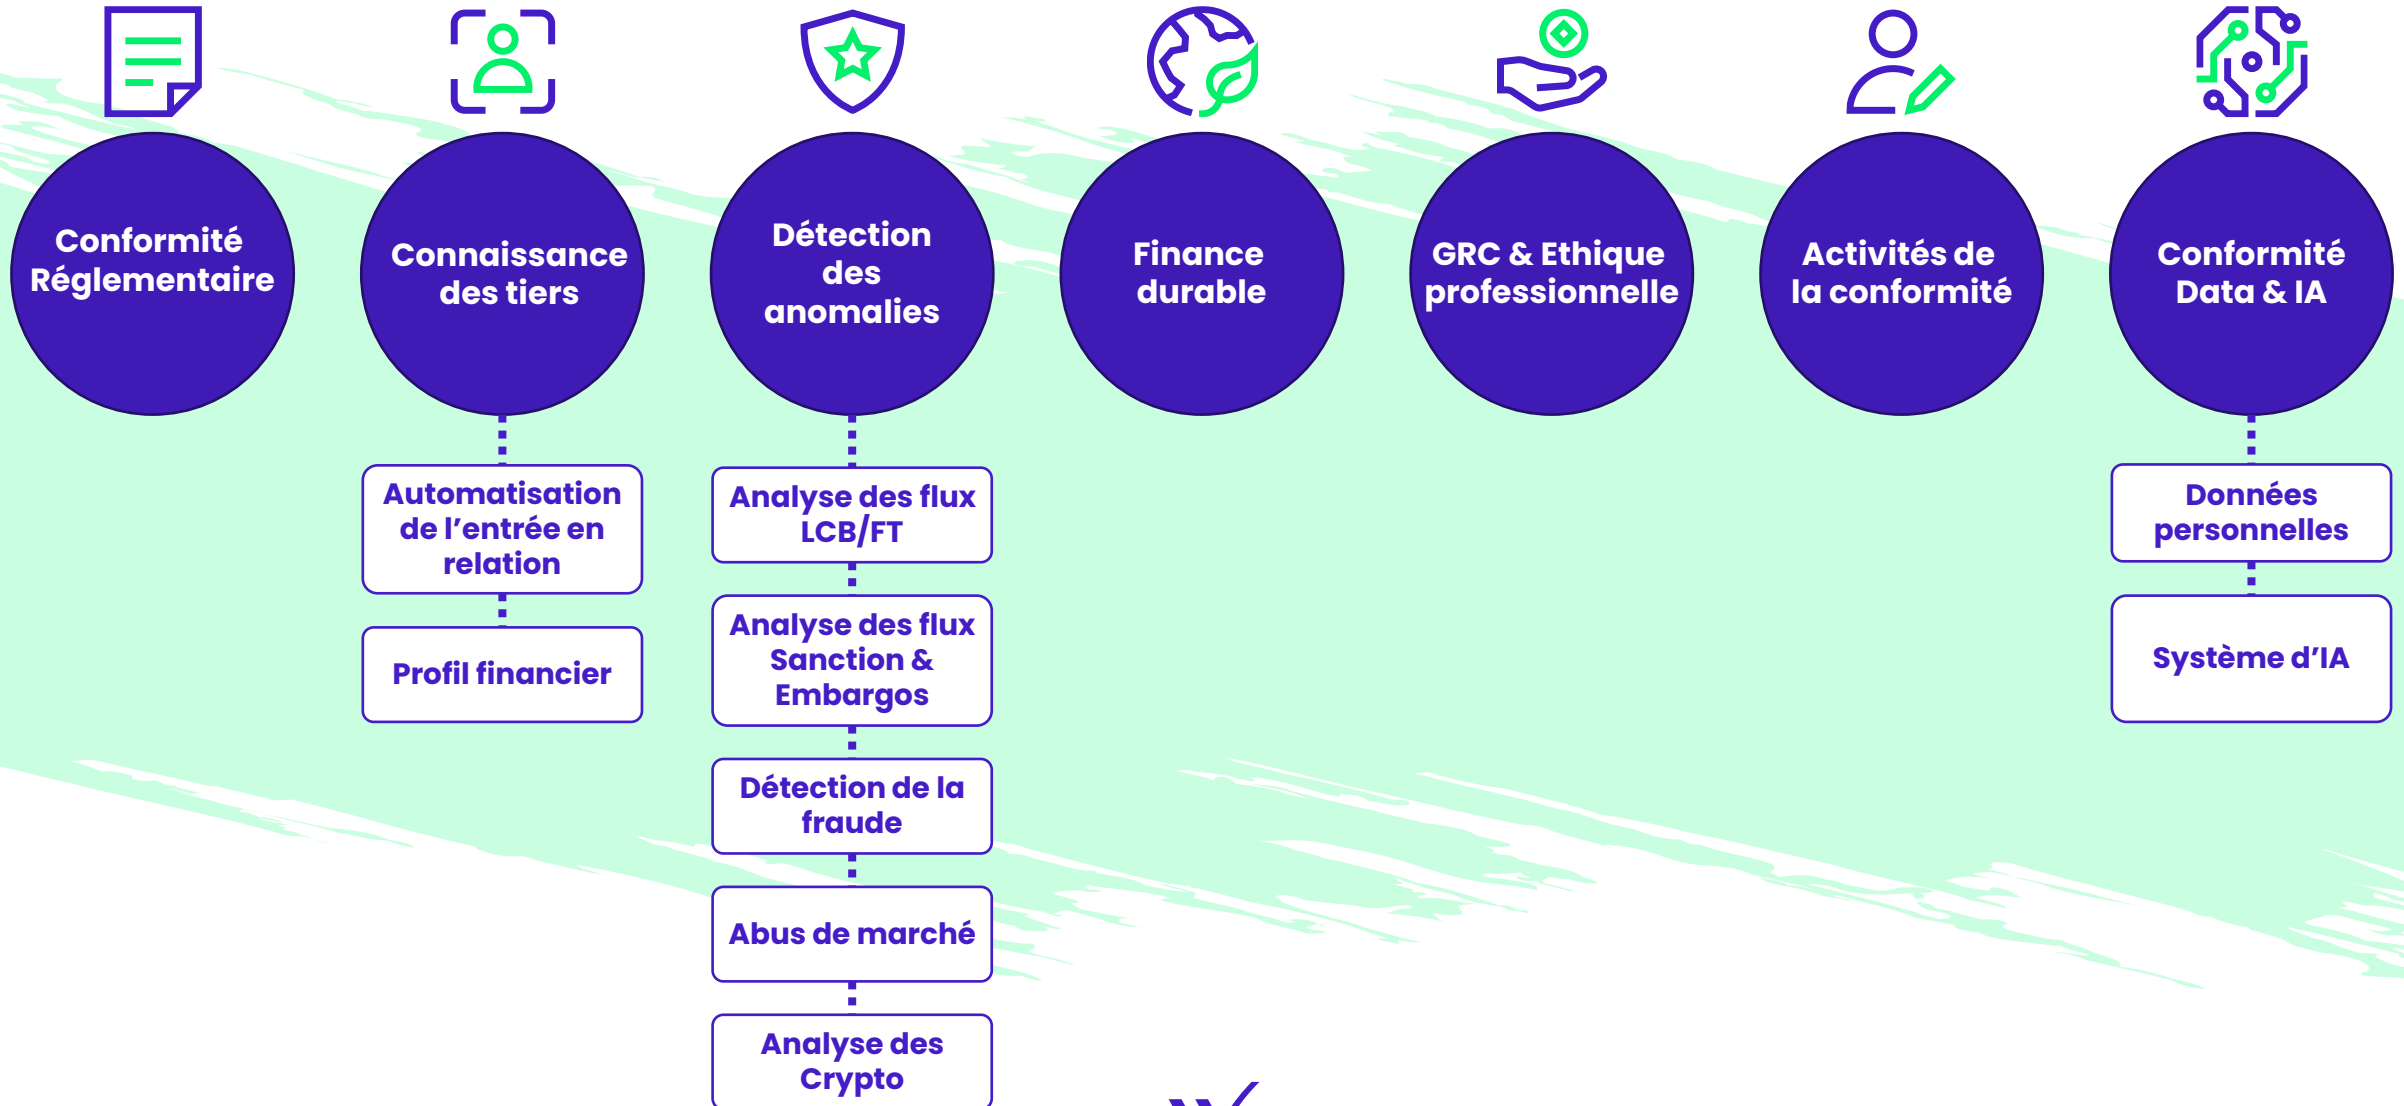 Conformité
Réglementaire
Connaissance
des tiers
Détection
des
anomalies
Finance
durable
GRC & Ethique
professionnelle
Activités de
la conformité
Conformité
Data & IA
Automatisation
de l’entrée en
relation
Profil financier
Analyse des flux
LCB/FT
Analyse des flux
Sanction &
Embargos
Détection de la
fraude
Abus de marché
Analyse des
Crypto
Données
personnelles
Système d’IA